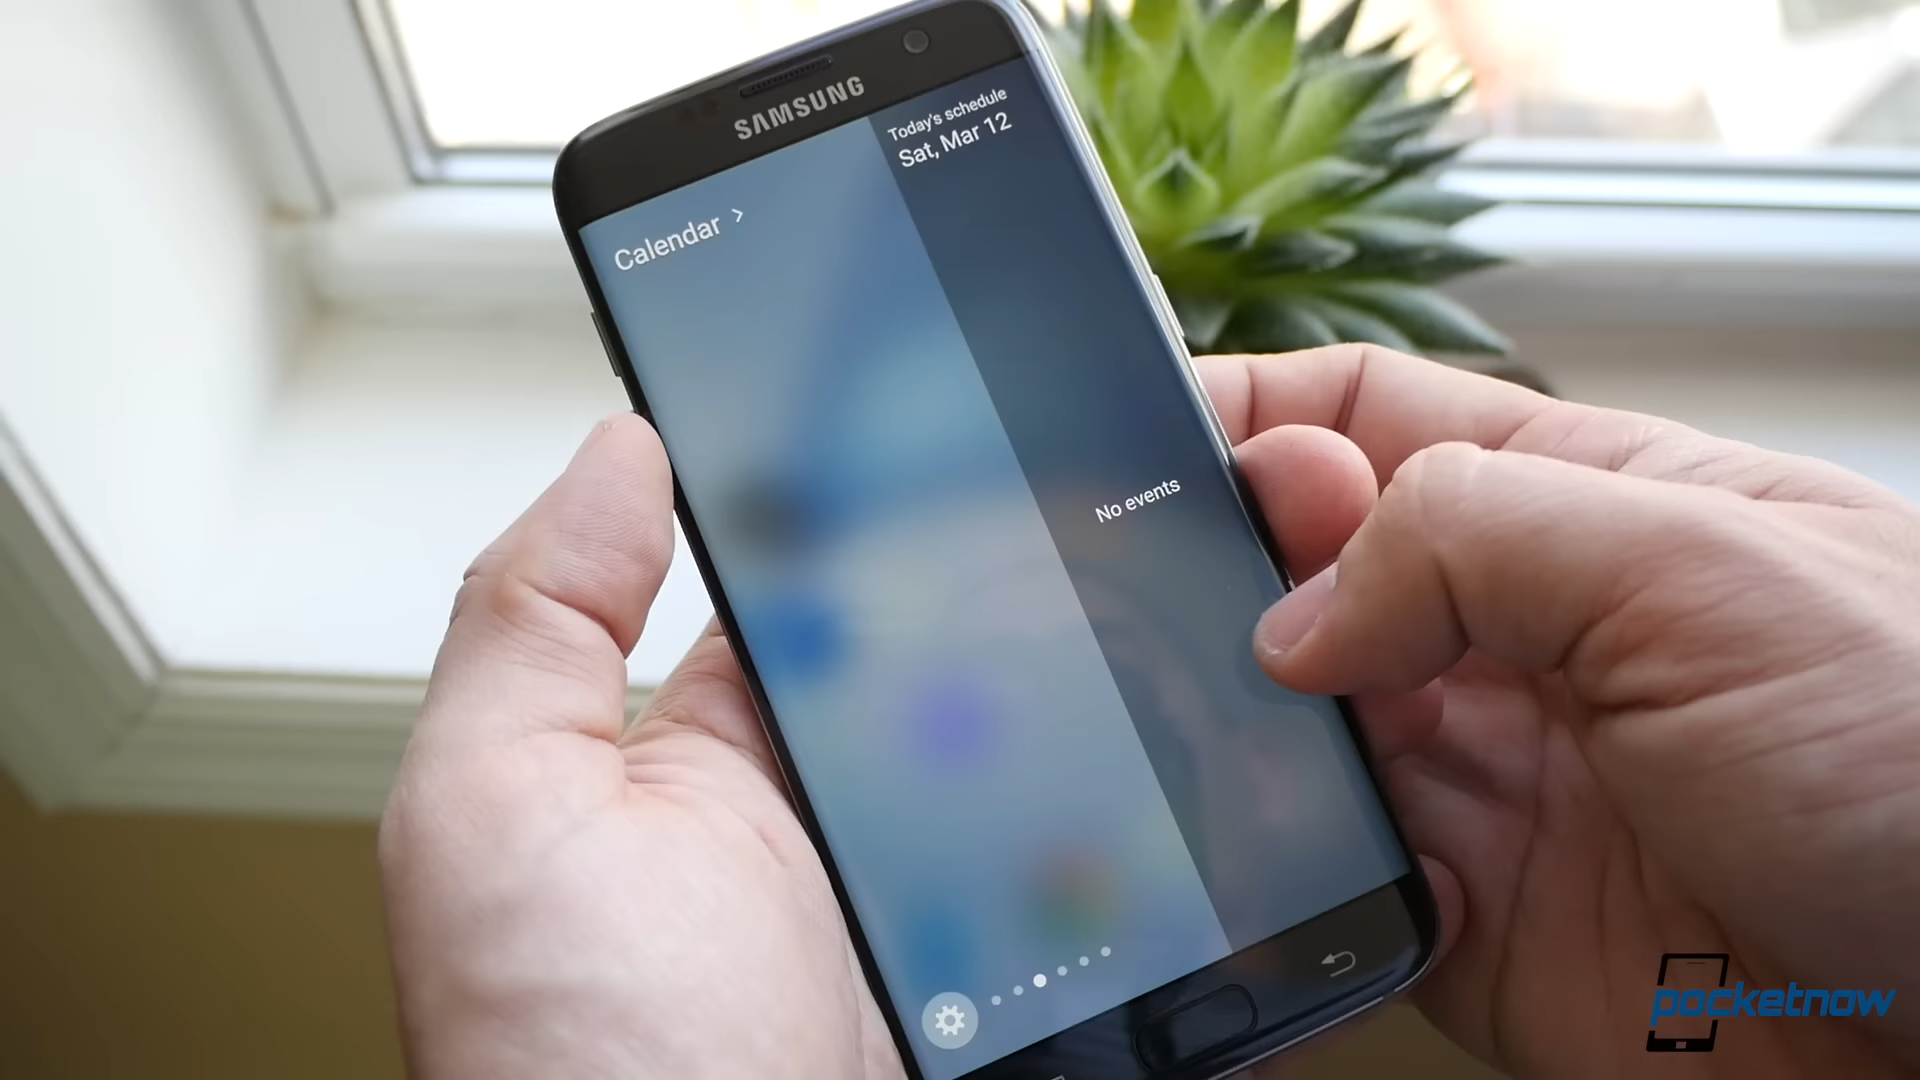 SAMSUNG
Today's schedule
Sat, Mar 12
Calendar >
No events
pocketnow